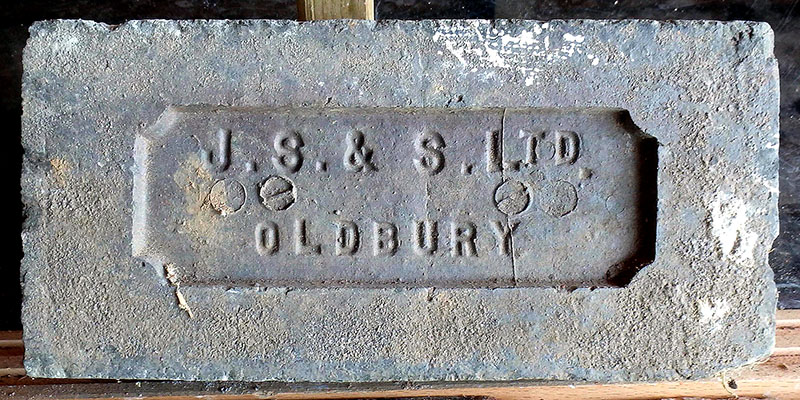 J. S. & S. LTD.
OLDBURY